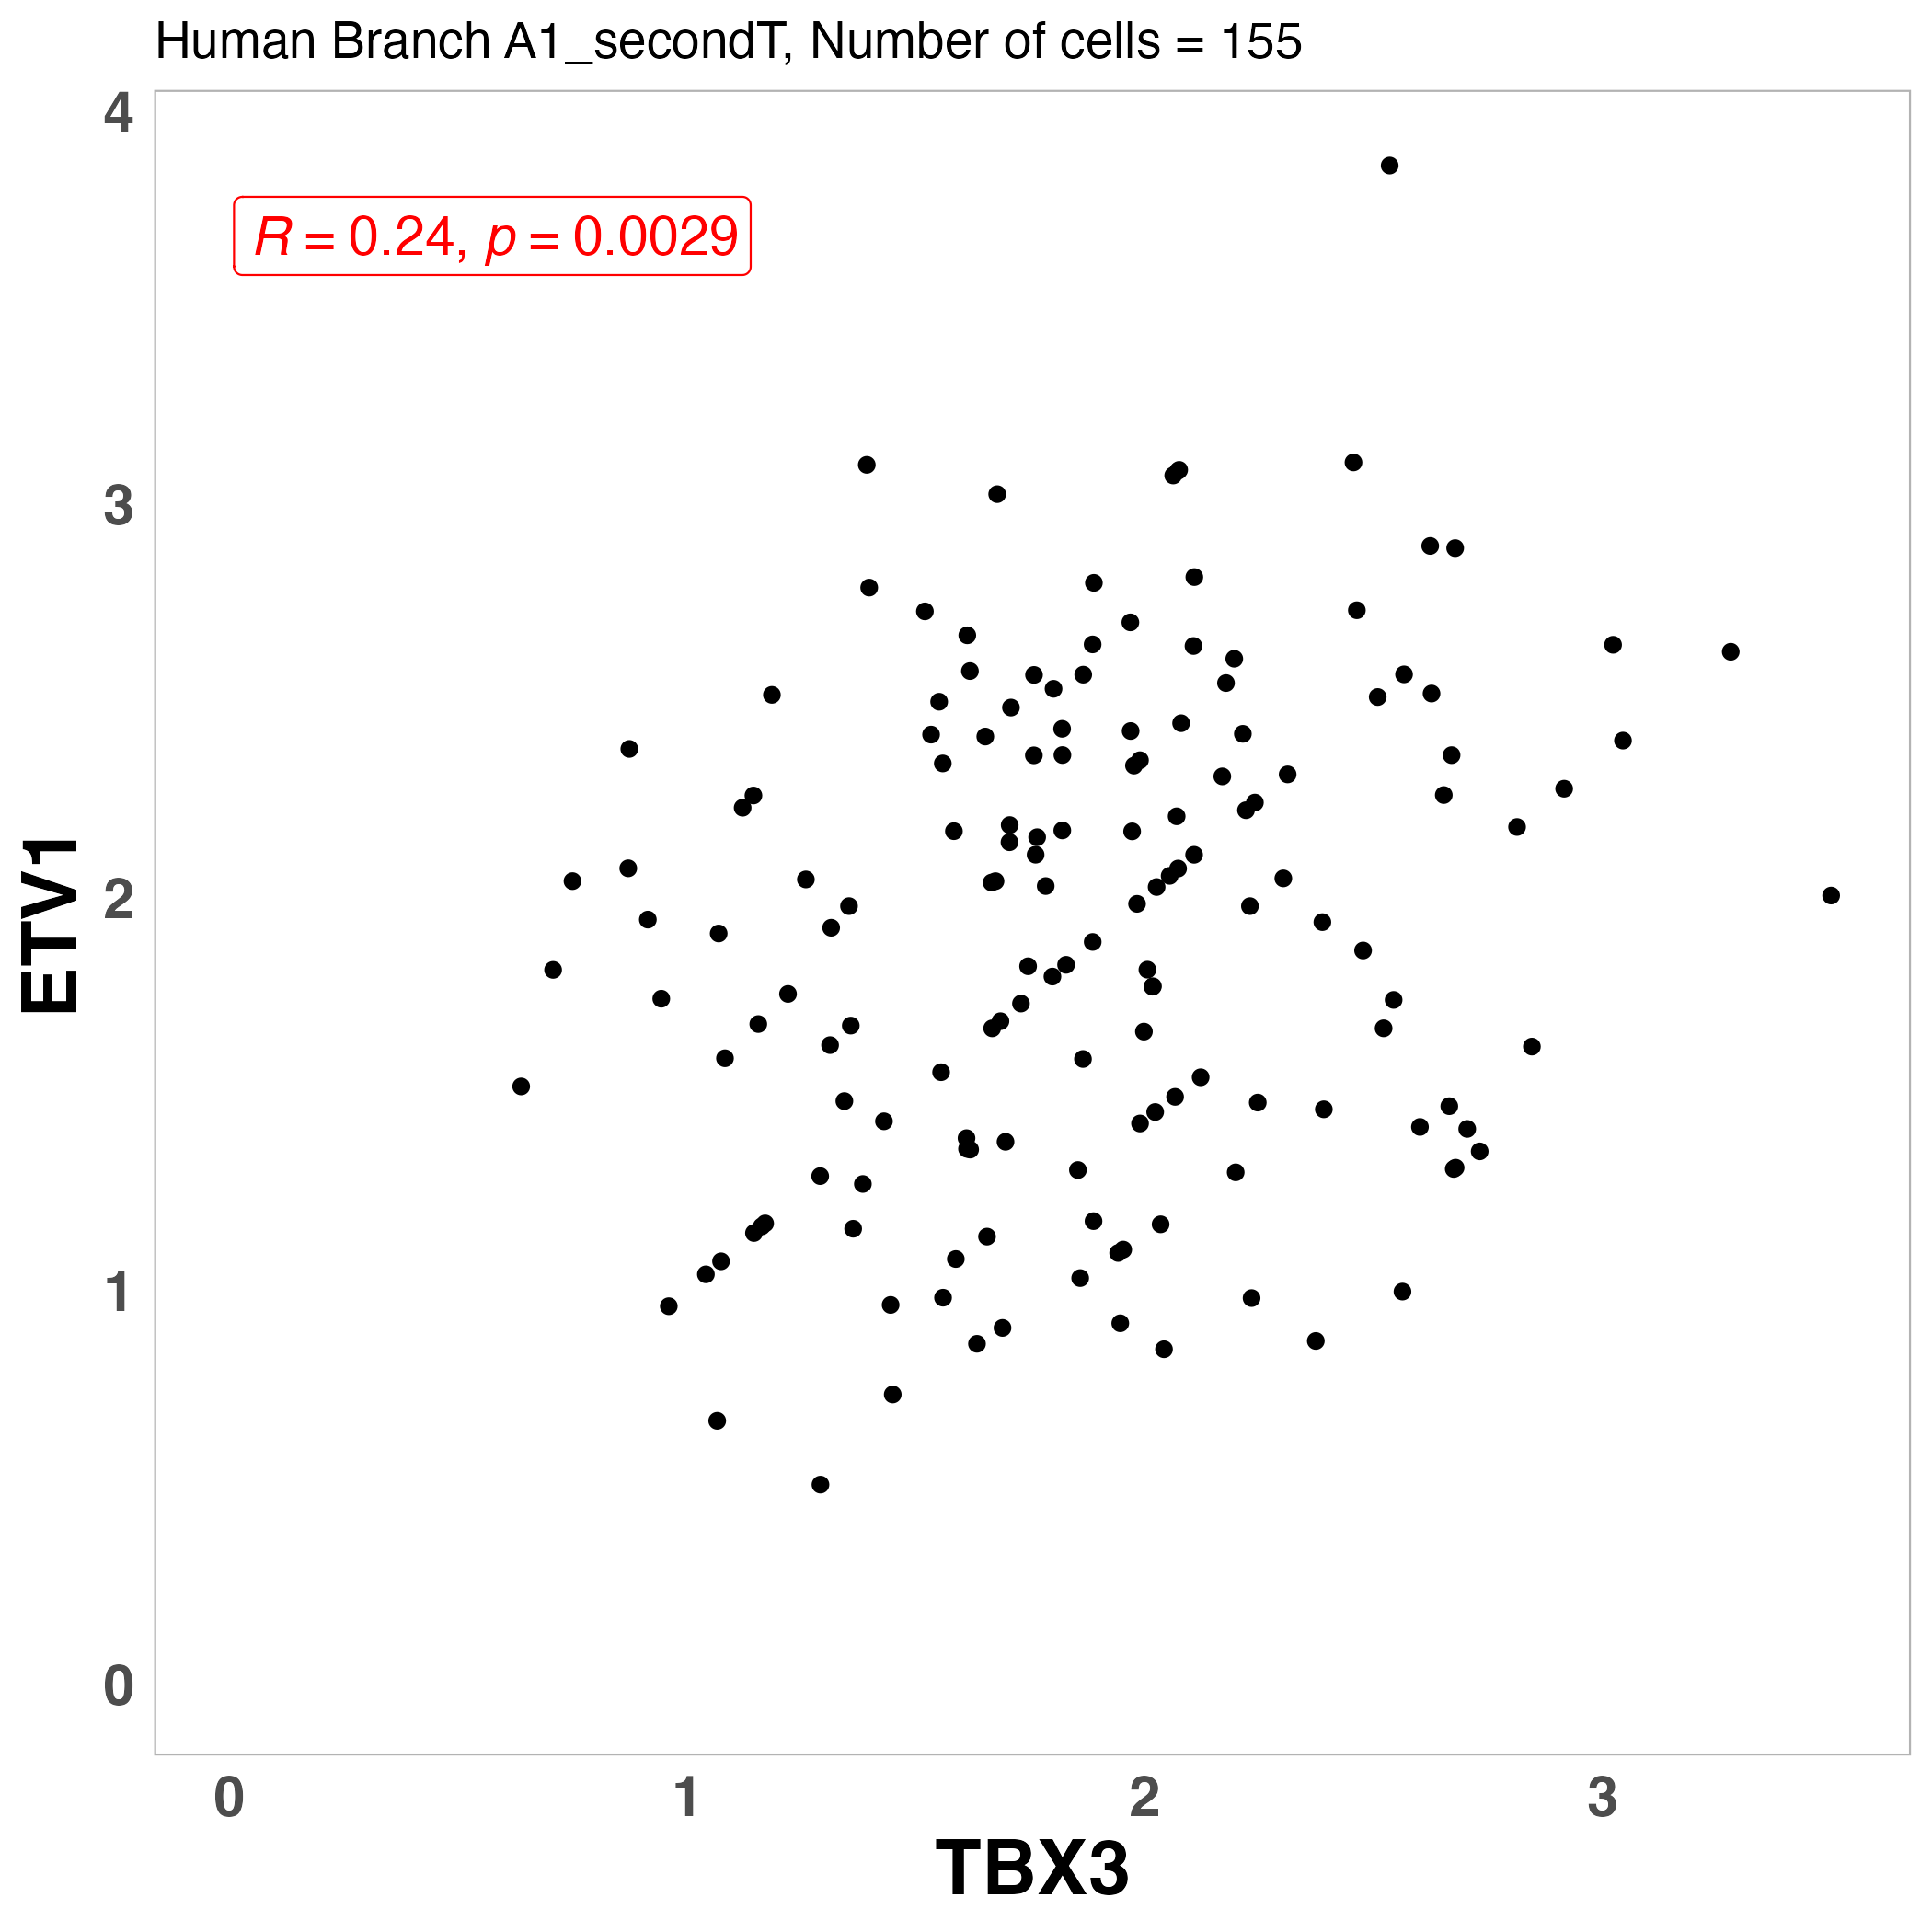 Human Branch A1_secondT, Number of cells = 155
4
R = 0.24, p = 0.0029
3
2
1
0
ETV1
0 1 2 3
TBX3